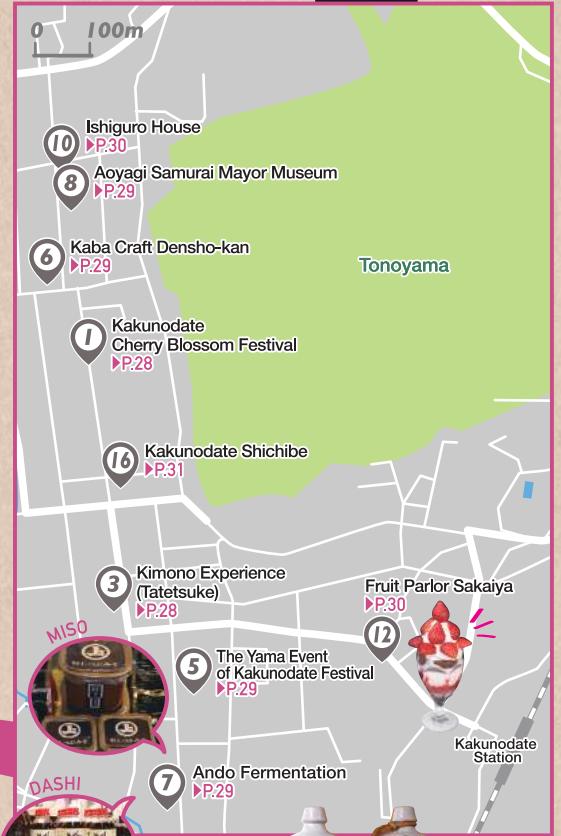 0 100m
Ishiguro House
10
▶P.30
Aoyagi Samurai Mayor Museum
8
▶P.29
Kaba Craft Densho-kan
6
▶P.29
Tonoyama
Kakunodate
1
Cherry Blossom Festival
▶P.28
16
Kakunodate Shichibe
▶P.31
3
Kimono Experience
(Tatetsuke)
▶P.28
Fruit Parlor Sakaiya
▶P.30
12
MISO
5
The Yama Event
of Kakunodate Festival
▶P.29
Kakunodate
Station
7
Ando Fermentation
▶P.29
DASHI